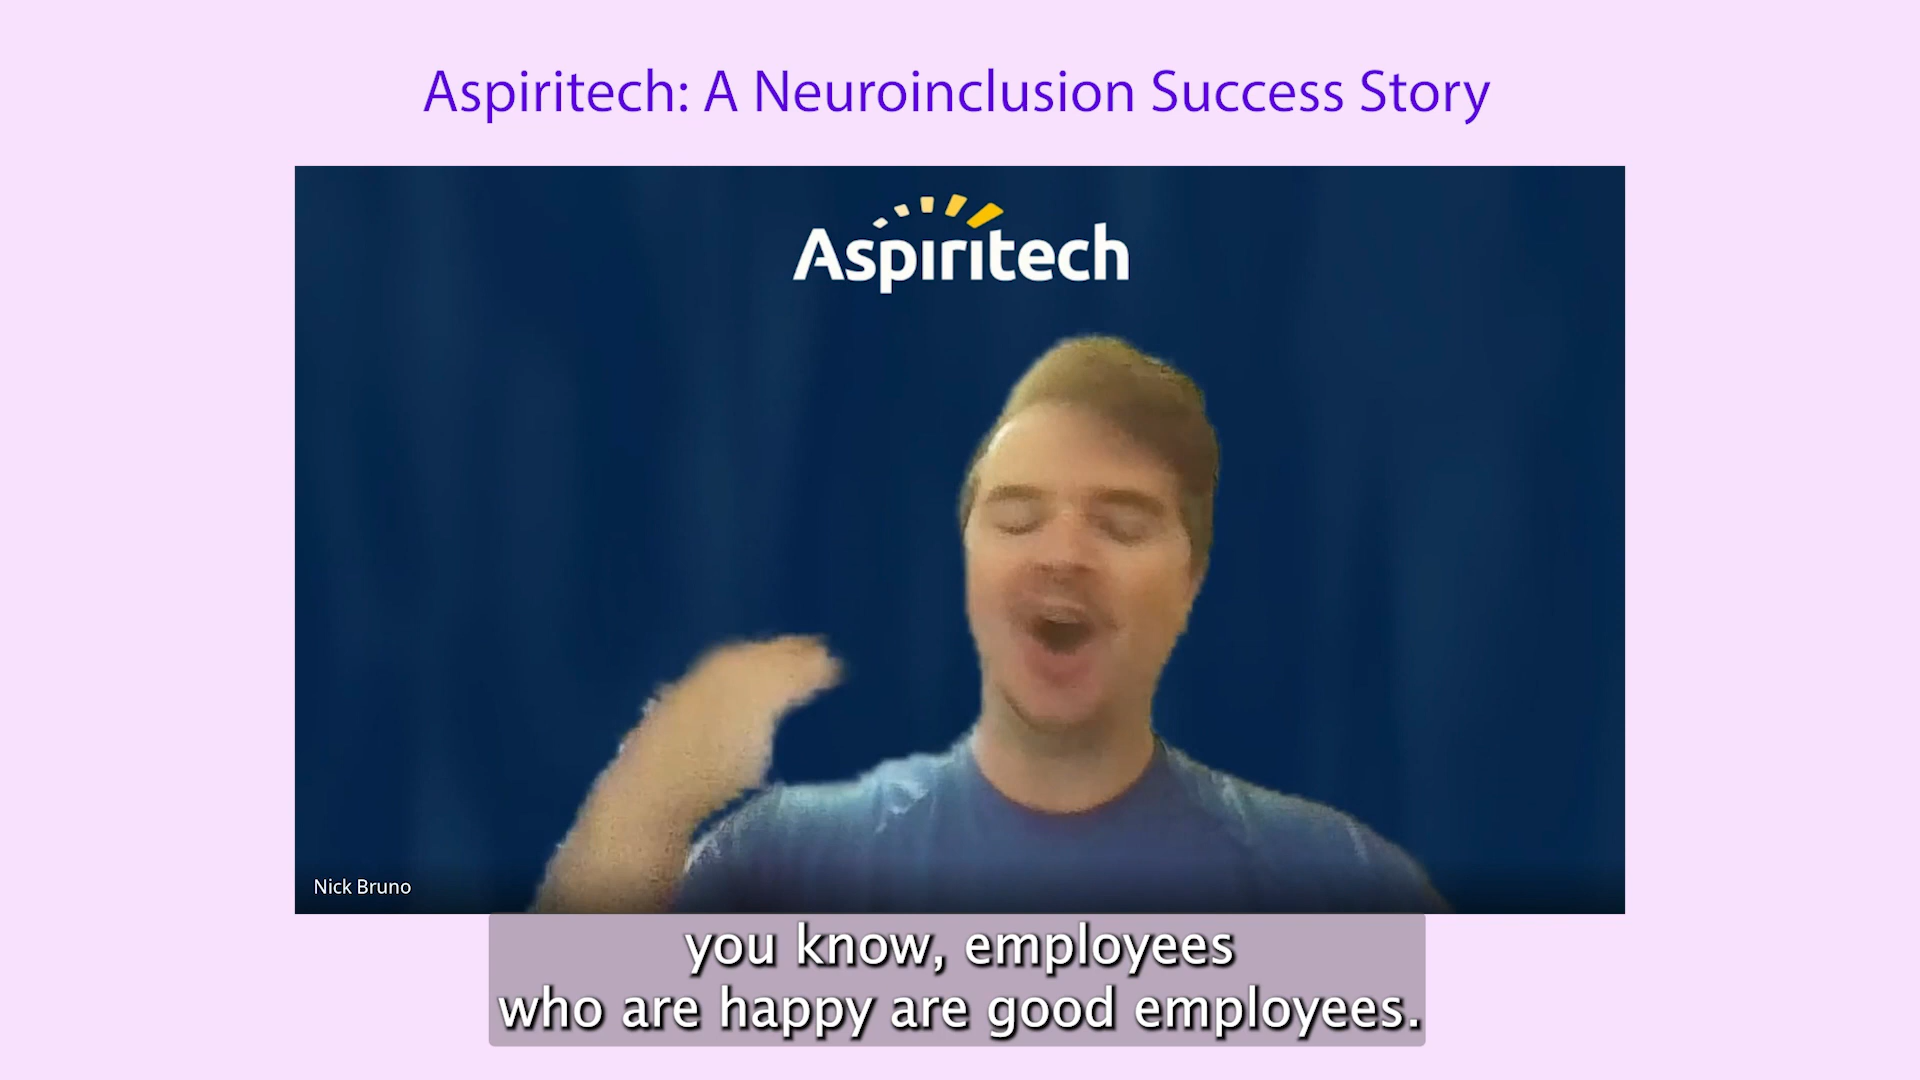 Aspiritech: A Neuroinclusion Success Story
Aspiritech
Nick Bruno
you know, employees
who are happy are good employees.